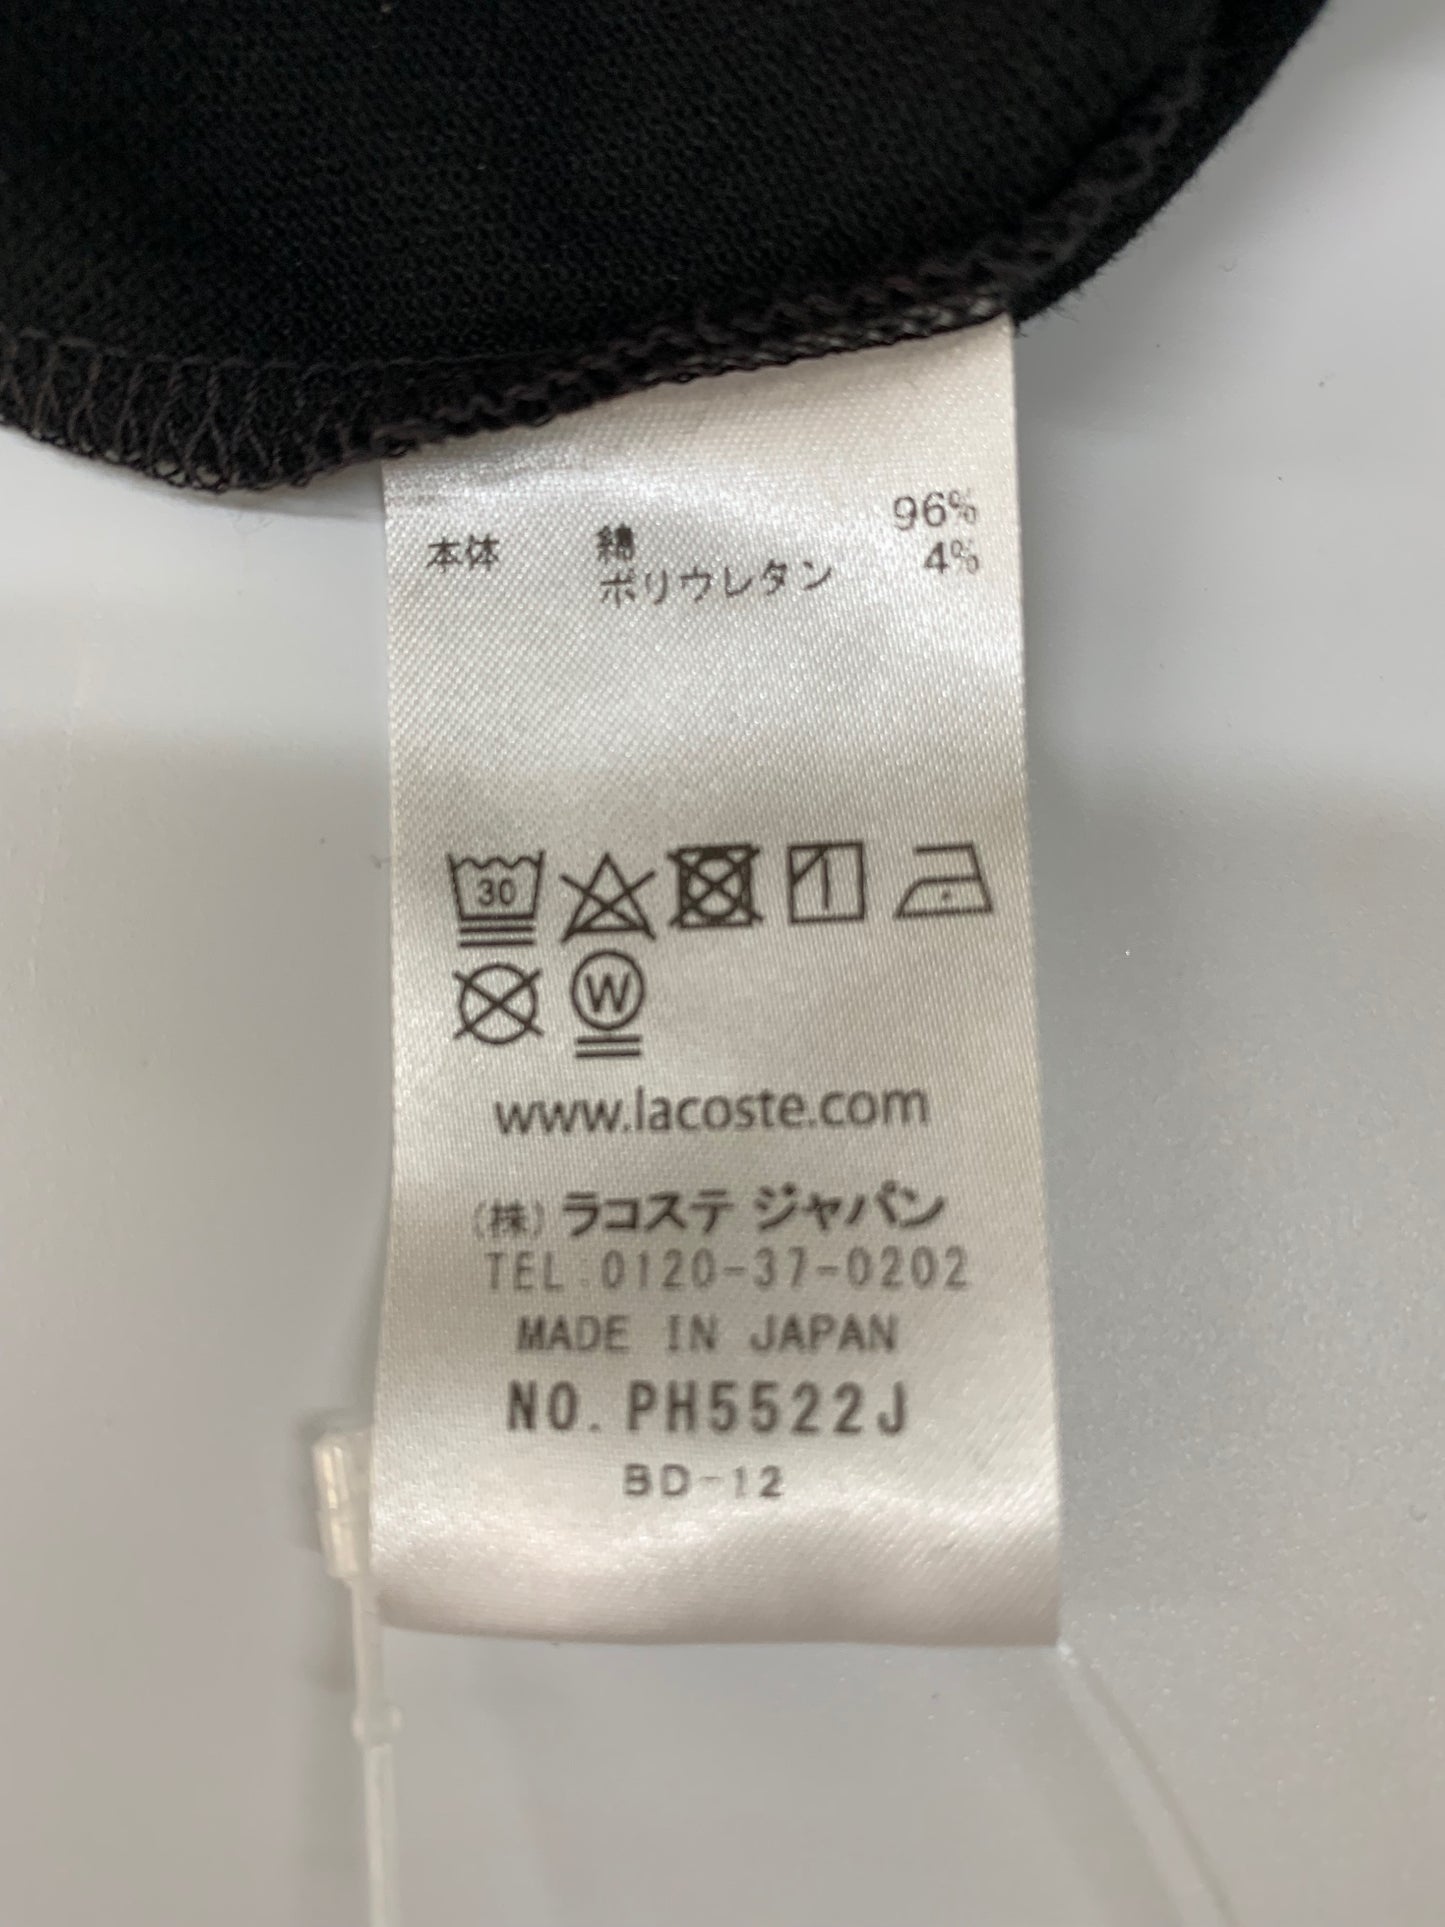 本体 綿 96%
ポリウレタン 4%
30
W
www.lacoste.com
(株) ラコステ ジャパン
TEL:0120-37-0202
MADE IN JAPAN
NO. PH5522J
BD-12